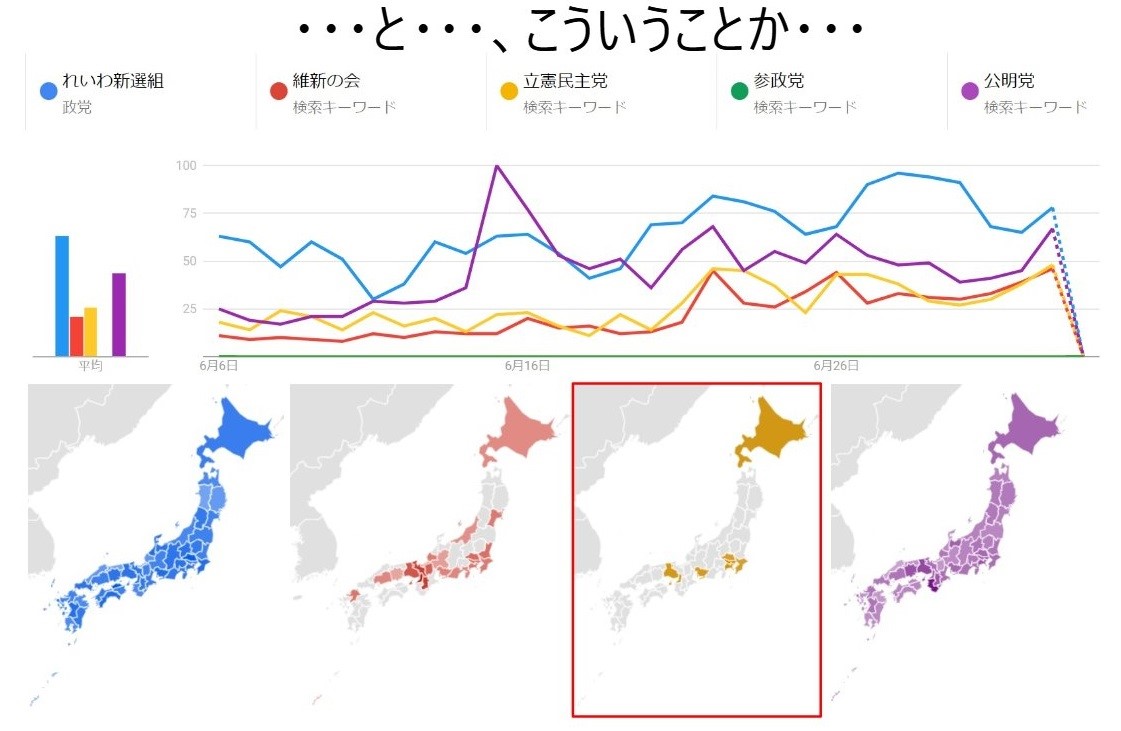 ・・・と・・・、こういうことか・・・
れいわ新選組
政党
維新の会
検索キーワード
立憲民主党
検索キーワード
参政党
検索キーワード
公明党
検索キーワード
100
75
50
25
平均
6月6日
6月16日
6月26日